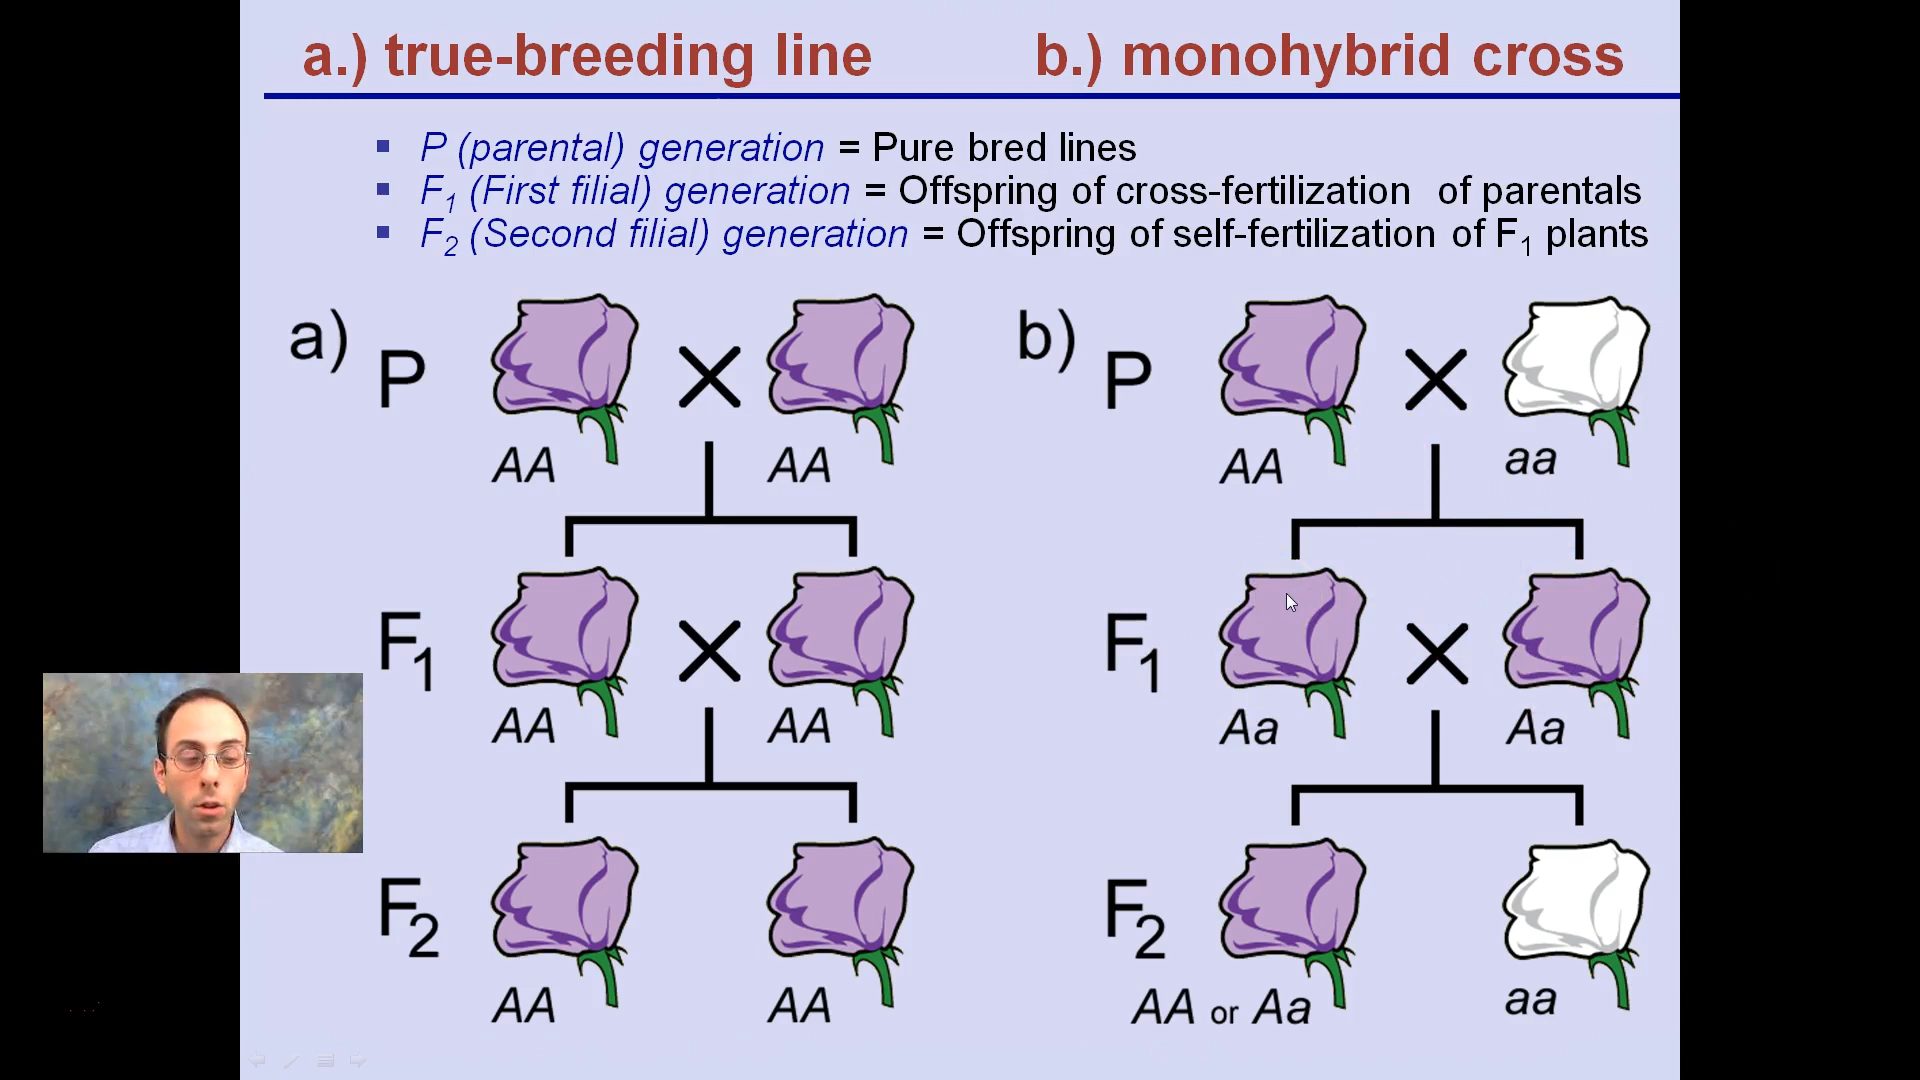 a.) true-breeding line b.) monohybrid cross
▪ P (parental) generation = Pure bred lines
▪ F1 (First filial) generation = Offspring of cross-fertilization of parentals
▪ F2 (Second filial) generation = Offspring of self-fertilization of F1 plants
a)
P
AA
AA
F1
AA
AA
F2
AA
AA
b)
P
AA
aa
F1
Aa
Aa
F2
AA or Aa
aa